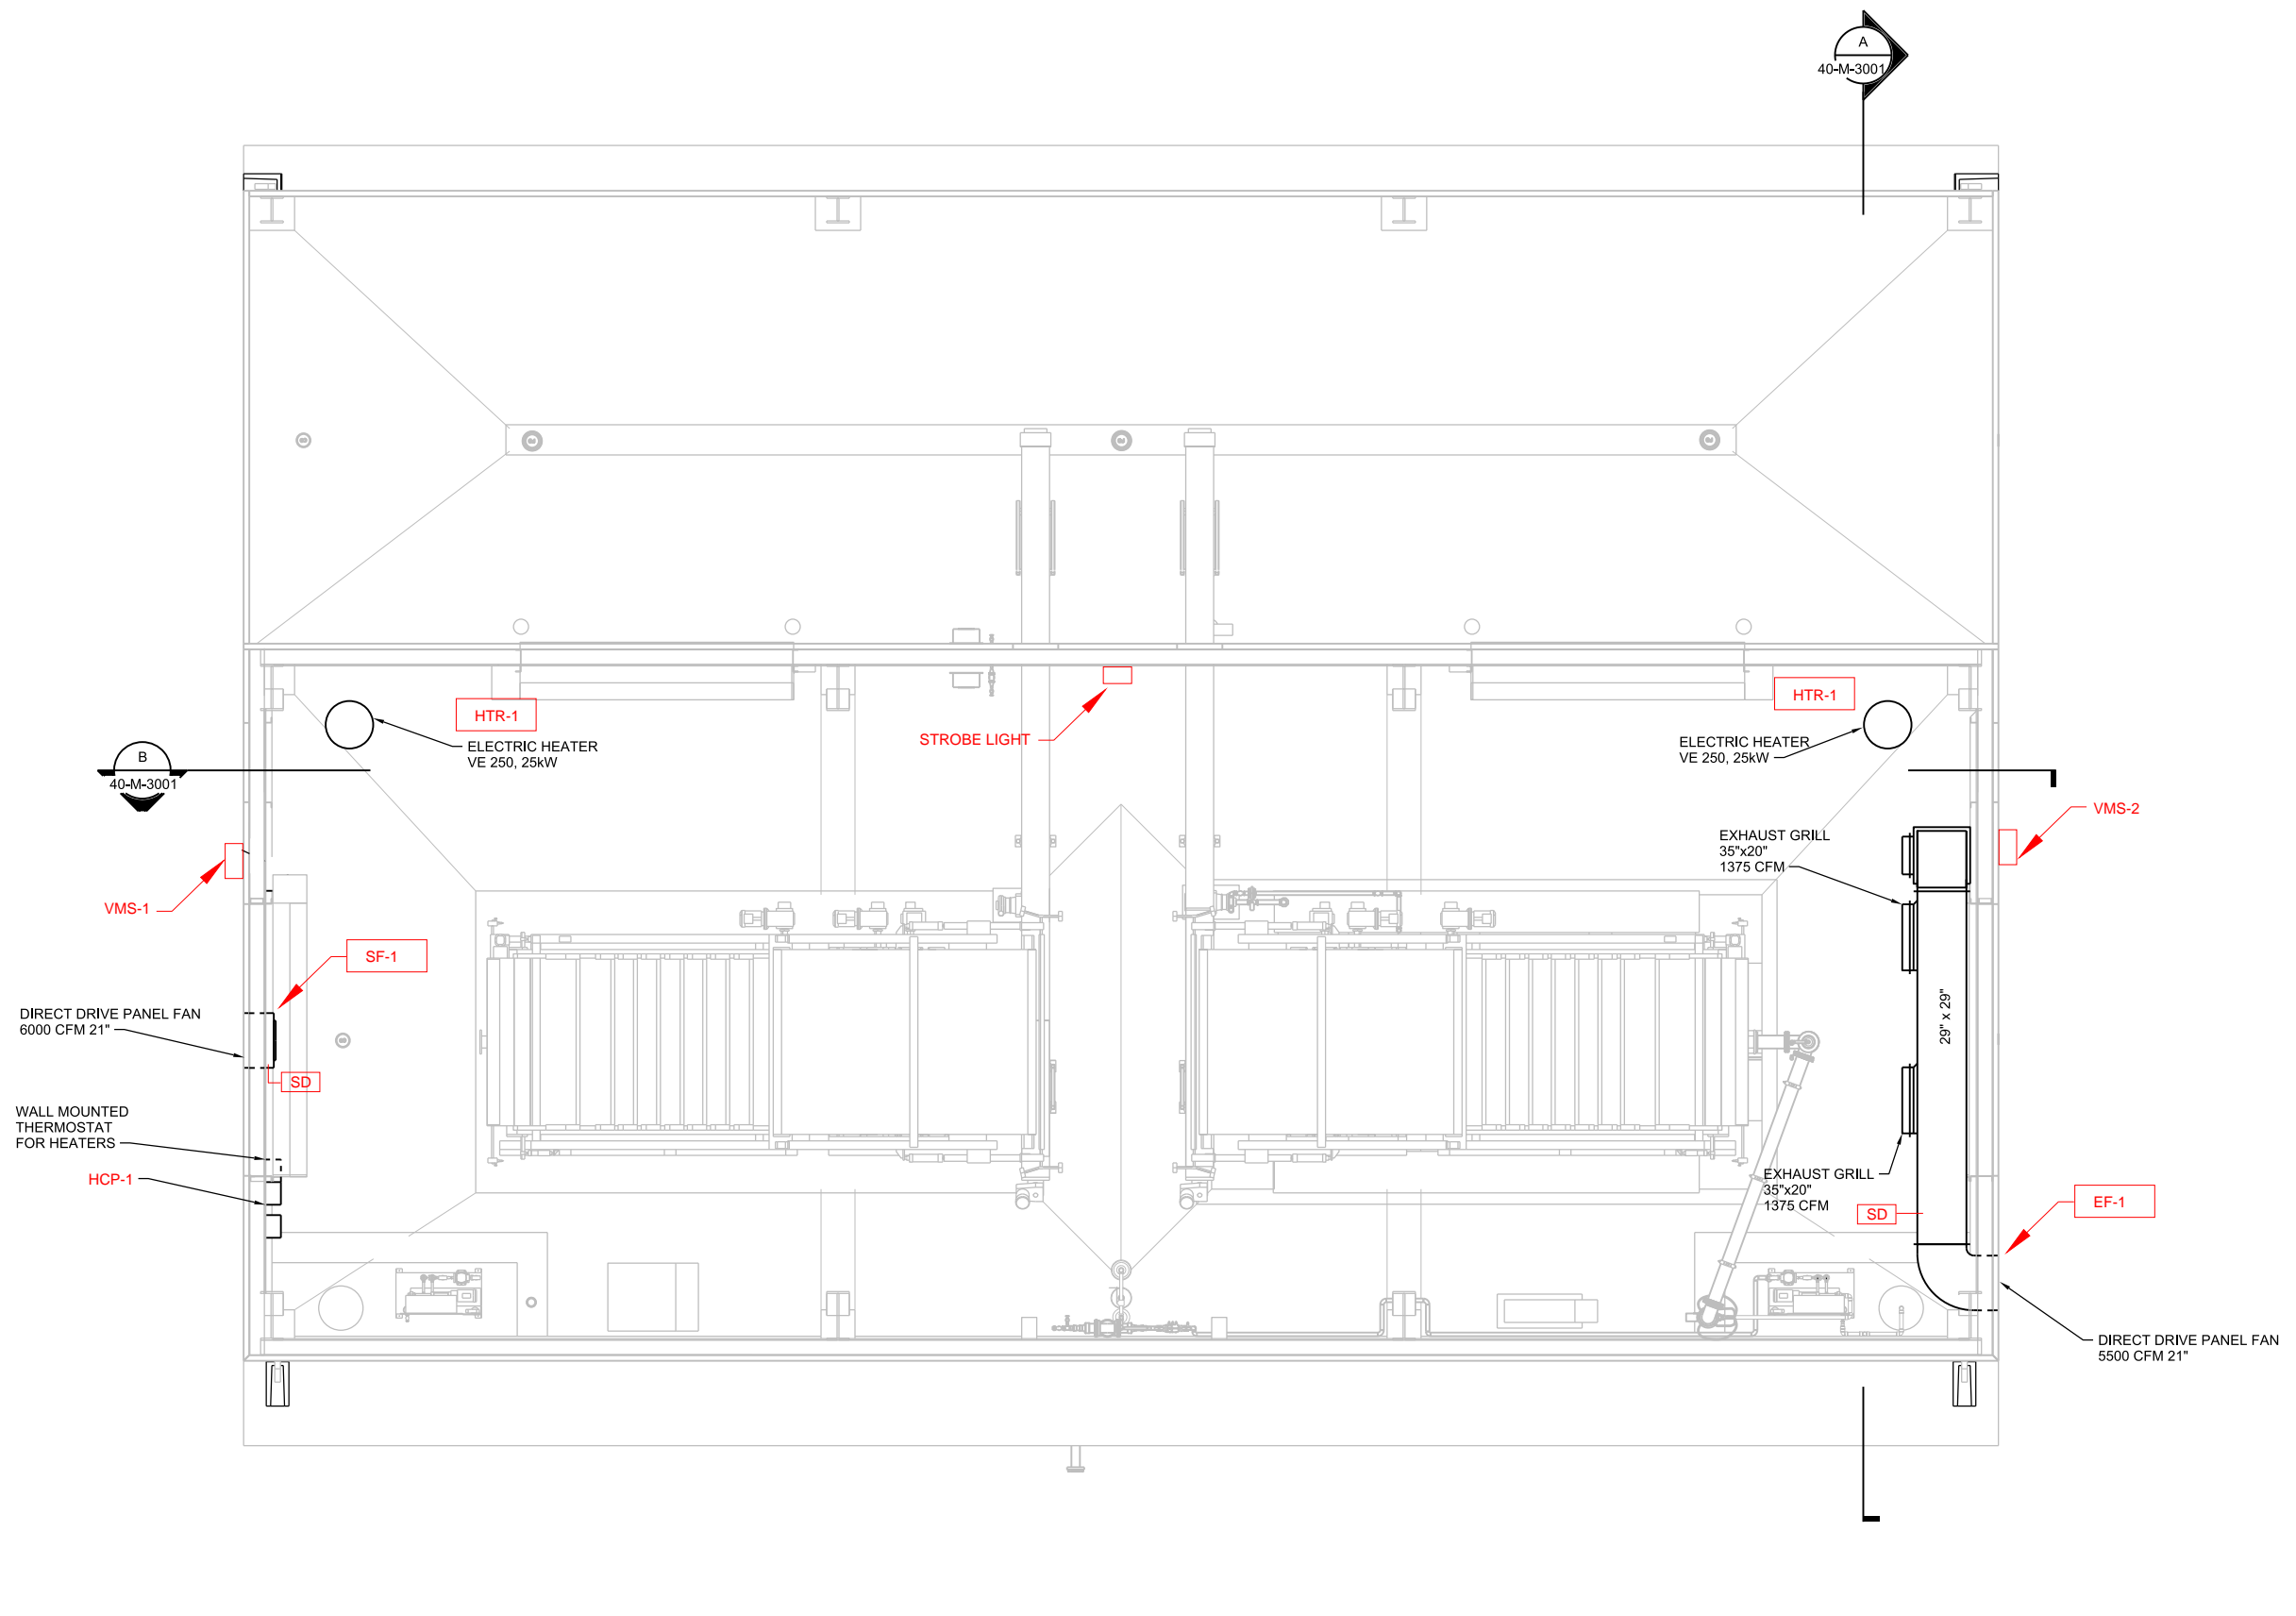 A
40-M-3001
HTR-1
HTR-1
STROBE LIGHT
ELECTRIC HEATER
VE 250, 25kW
ELECTRIC HEATER
VE 250, 25kW
B
40-M-3001
VMS-2
EXHAUST GRILL
35"x20"
1375 CFM
VMS-1
SF-1
DIRECT DRIVE PANEL FAN
6000 CFM 21"
29" x 29"
SD
WALL MOUNTED
THERMOSTAT
FOR HEATERS
HCP-1
EXHAUST GRILL
35"x20"
1375 CFM
SD
EF-1
DIRECT DRIVE PANEL FAN
5500 CFM 21"